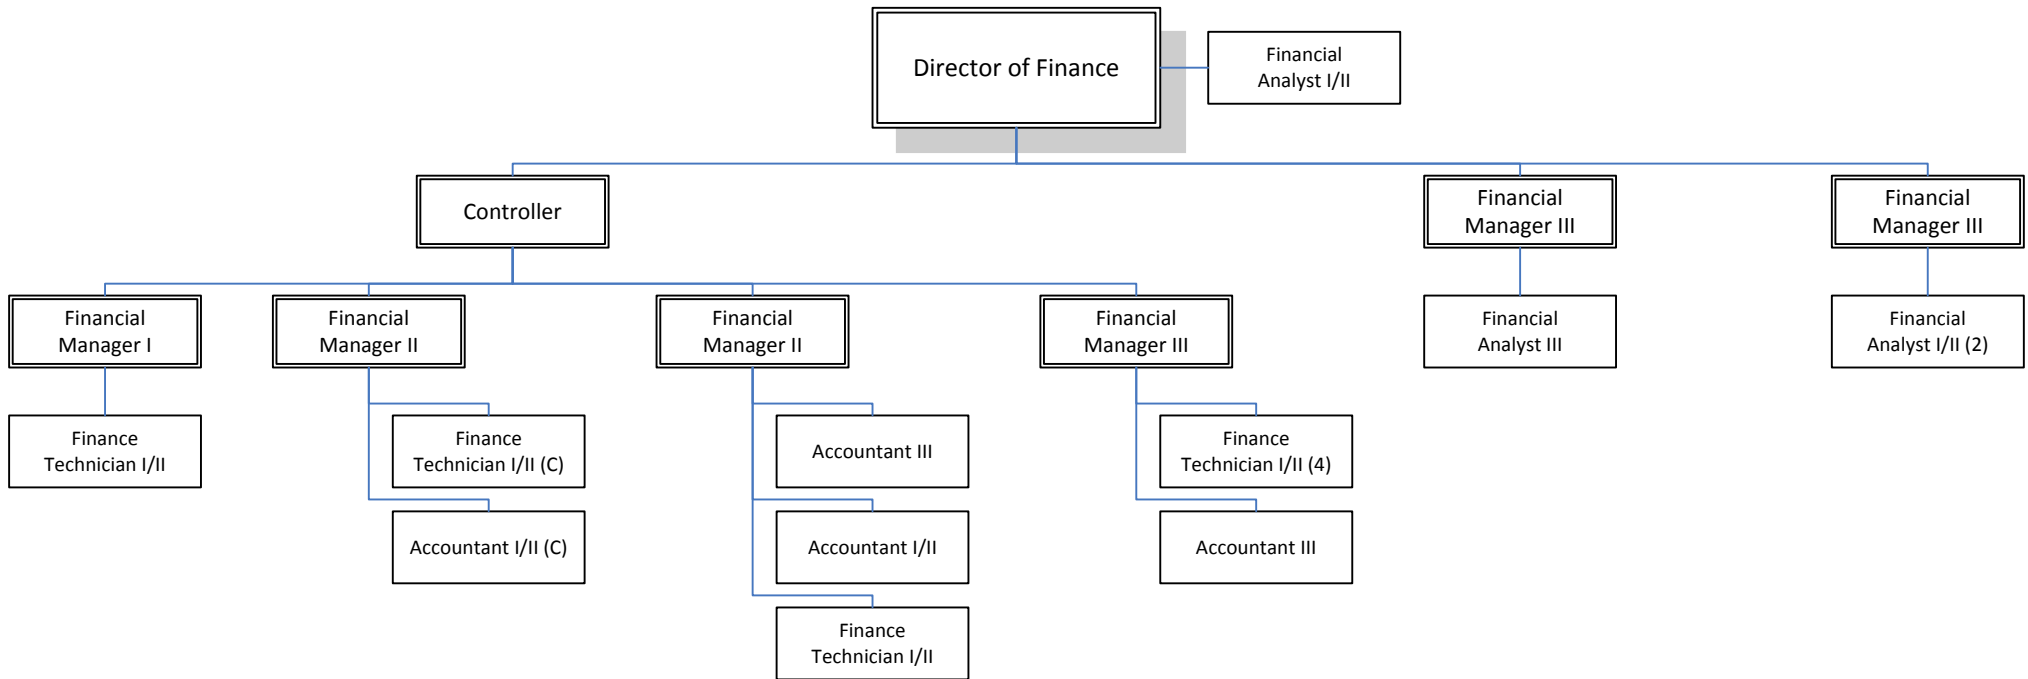 Director of Finance
Financial
Analyst I/II
Controller
Financial
Manager III
Financial
Manager III
Financial
Manager I
Financial
Manager II
Financial
Manager II
Financial
Manager III
Financial
Analyst III
Financial
Analyst I/II (2)
Finance
Technician I/II
Finance
Technician I/II (C)
Accountant III
Finance
Technician I/II (4)
Accountant I/II (C)
Accountant I/II
Accountant III
Finance
Technician I/II